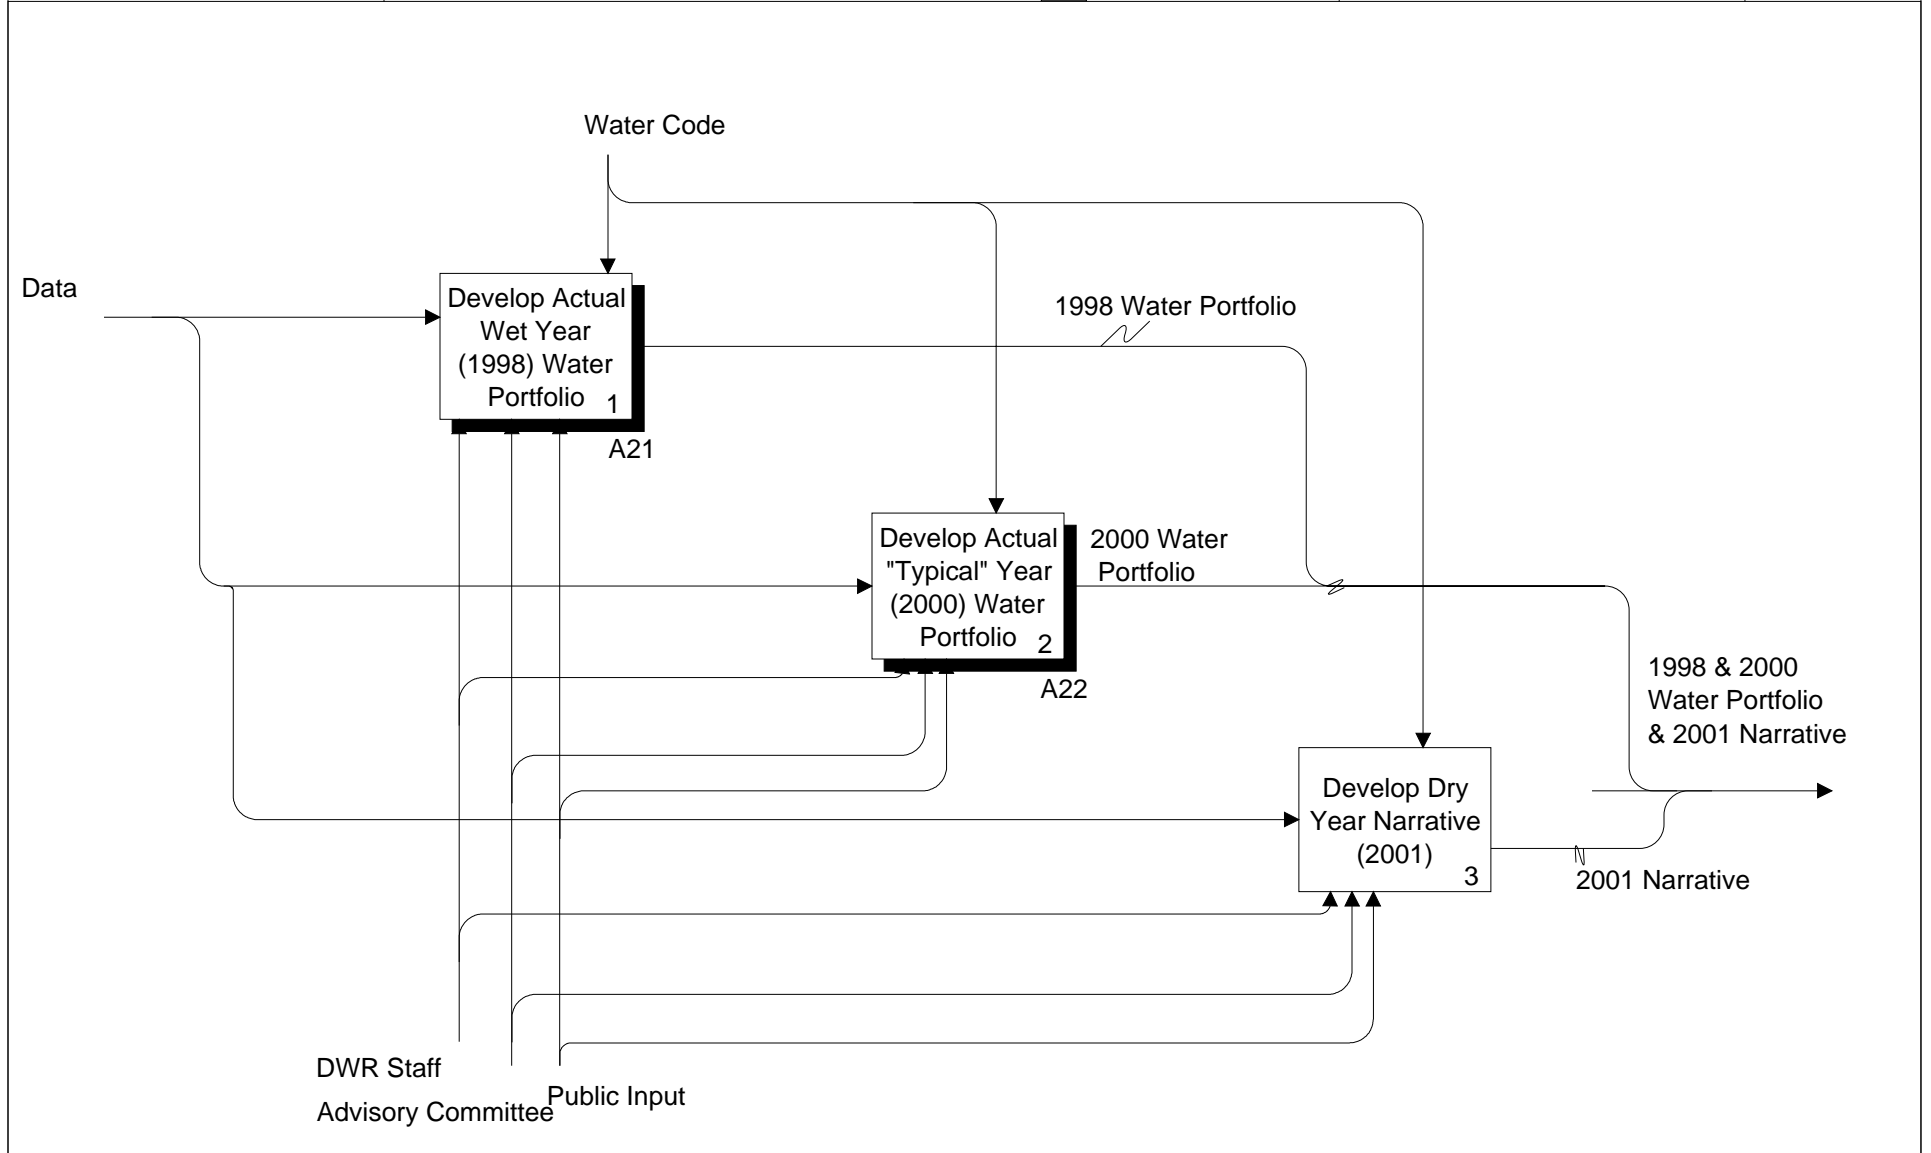 Water Code
Data
Develop Actual
Wet Year
(1998) Water
Portfolio
1
A21
1998 Water Portfolio
Develop Actual
"Typical" Year
(2000) Water
Portfolio
2
A22
2000 Water
Portfolio
1998 & 2000
Water Portfolio
& 2001 Narrative
Develop Dry
Year Narrative
(2001)
3
2001 Narrative
DWR Staff
Advisory Committee
Public Input